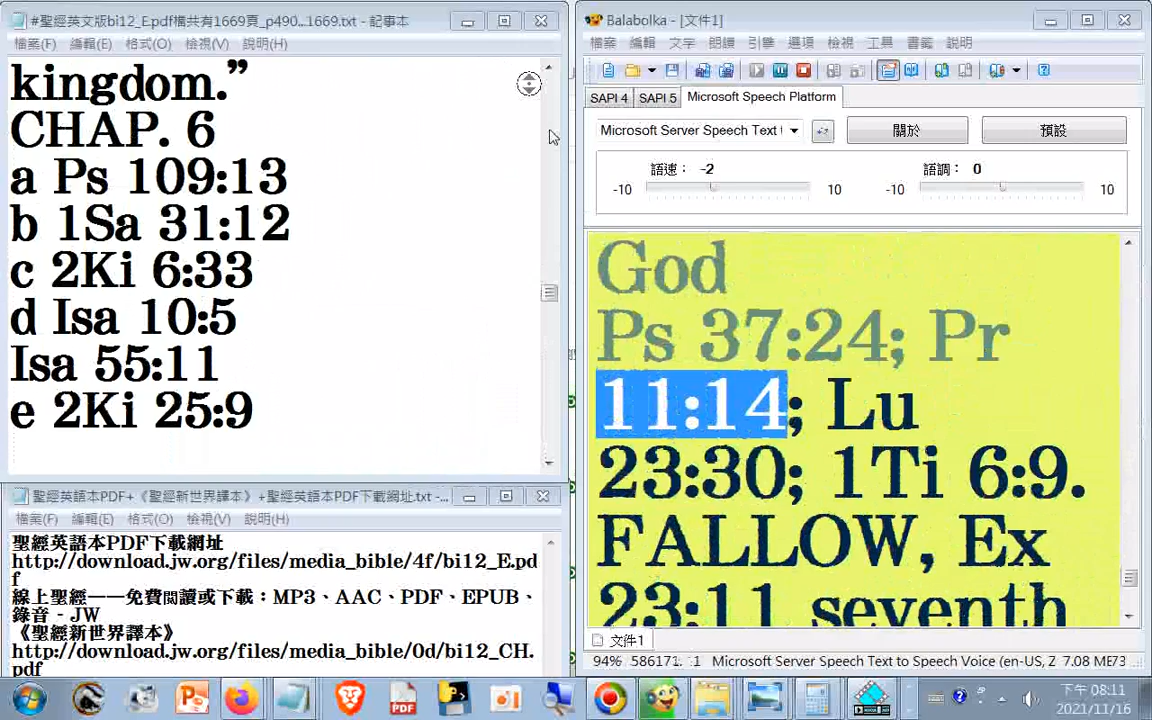 #聖經英文版bi12_E.pdf檔共有1669頁_p490...1669.txt - 記事本
檔案(F) 編輯(E) 格式(O) 檢視(V) 說明(H)
kingdom.”
CHAP. 6
a Ps 109:13
b 1Sa 31:12
c 2Ki 6:33
d Isa 10:5
Isa 55:11
e 2Ki 25:9
聖經英語本PDF+《聖經新世界譯本》+聖經英語本PDF下載網址.txt -...
檔案(F) 編輯(E) 格式(O) 檢視(V) 說明(H)
聖經英語本PDF下載網址
http://download.jw.org/files/media_bible/4f/bi12_E.pd
f
線上聖經——免費閱讀或下載：MP3、AAC、PDF、EPUB、
錄音 - JW
《聖經新世界譯本》
http://download.jw.org/files/media_bible/0d/bi12_CH.
pdf
Balabolka - [文件1]
檔案 編輯 文字 朗讀 引擎 選項 檢視 工具 書籤 說明
SAPI 4 SAPI 5 Microsoft Speech Platform
Microsoft Server Speech Text 關於 預設
語速： -2 語調： 0
-10 10 -10 10
God
Ps 37:24; Pr
11:14; Lu
23:30; 1Ti 6:9.
FALLOW, Ex
23:11 seventh
文件1
94% 586171. 1 Microsoft Server Speech Text to Speech Voice (en-US, Z 7.08 ME73
下午 08:11
2021/11/16